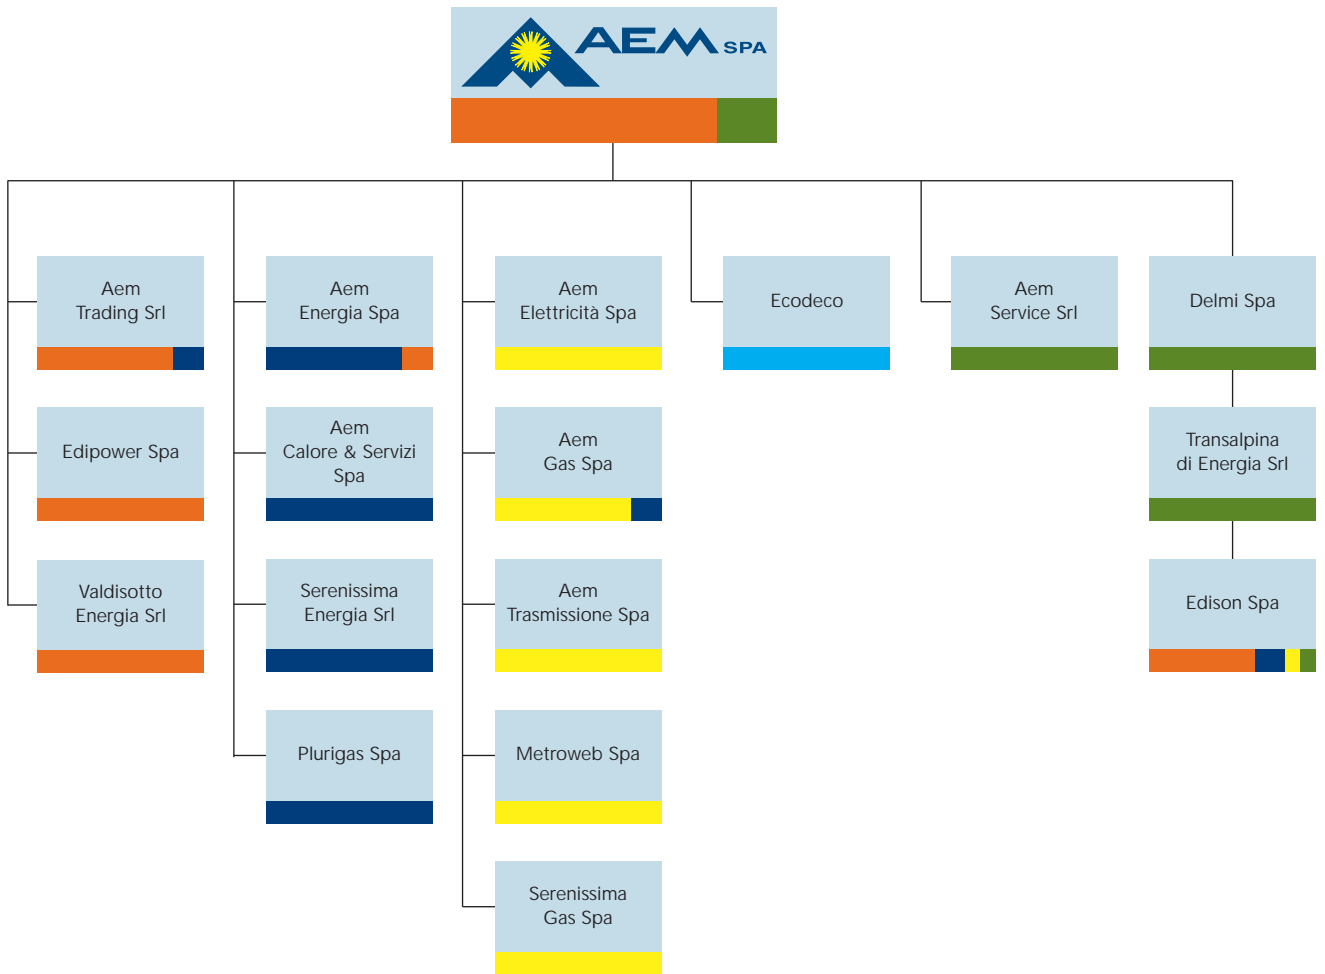 AEM SPA
Aem
Trading Srl
Edipower Spa
Valdisotto
Energia Srl
Aem
Energia Spa
Aem
Calore & Servizi
Spa
Serenissima
Energia Srl
Plurigas Spa
Aem
Elettricità Spa
Aem
Gas Spa
Aem
Trasmissione Spa
Metroweb Spa
Serenissima
Gas Spa
Ecodeco
Aem
Service Srl
Delmi Spa
Transalpina
di Energia Srl
Edison Spa